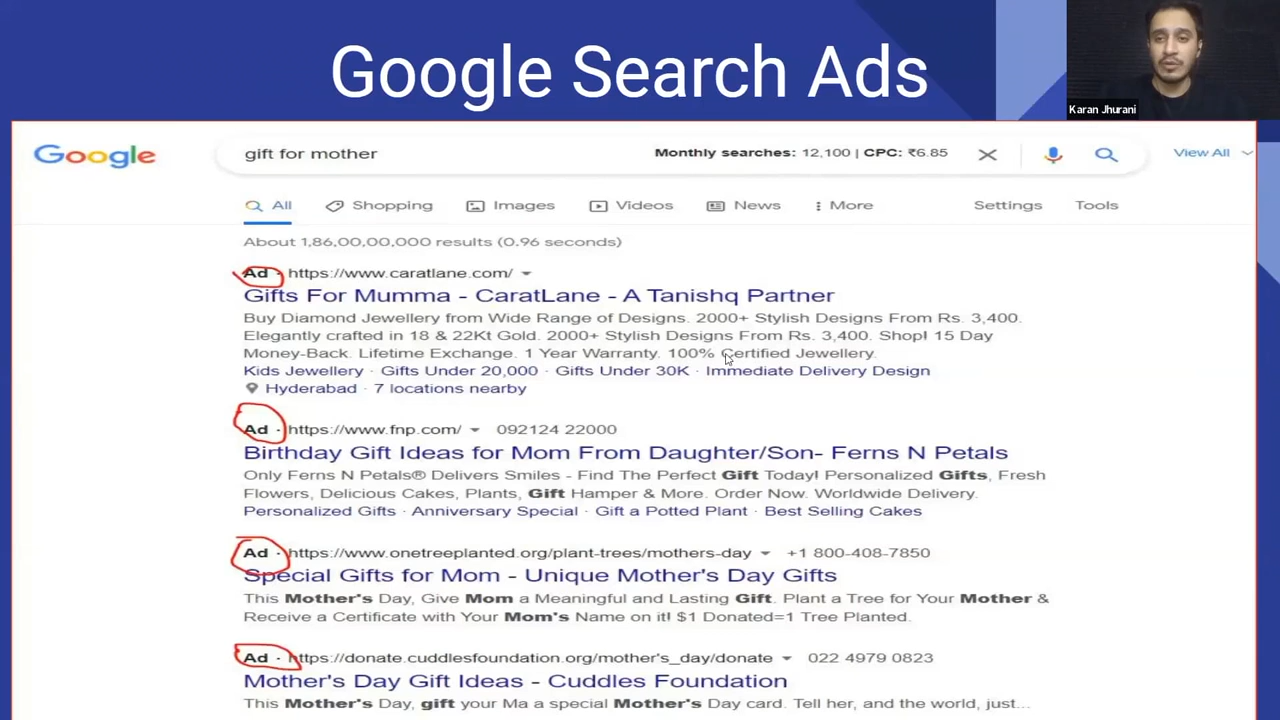 Google Search Ads
Karan Jhurani
Google
gift for mother
Monthly searches: 12,100 | CPC: ₹6.85
View All
All
Shopping
Images
Videos
News
More
Settings
Tools
About 1,86,00,00,000 results (0.96 seconds)
Ad · https://www.caratlane.com/
Gifts For Mumma - CaratLane - A Tanishq Partner
Buy Diamond Jewellery from Wide Range of Designs. 2000+ Stylish Designs From Rs. 3,400.
Elegantly crafted in 18 & 22Kt Gold. 2000+ Stylish Designs From Rs. 3,400. Shop! 15 Day
Money-Back. Lifetime Exchange. 1 Year Warranty. 100% Certified Jewellery.
Kids Jewellery · Gifts Under 20,000 · Gifts Under 30K · Immediate Delivery Design
Hyderabad · 7 locations nearby
Ad · https://www.fnp.com/ 092124 22000
Birthday Gift Ideas for Mom From Daughter/Son- Ferns N Petals
Only Ferns N Petals® Delivers Smiles - Find The Perfect Gift Today! Personalized Gifts, Fresh
Flowers, Delicious Cakes, Plants, Gift Hamper & More. Order Now. Worldwide Delivery.
Personalized Gifts · Anniversary Special · Gift a Potted Plant · Best Selling Cakes
Ad · https://www.onetreeplanted.org/plant-trees/mothers-day +1 800-408-7850
Special Gifts for Mom - Unique Mother's Day Gifts
This Mother's Day, Give Mom a Meaningful and Lasting Gift. Plant a Tree for Your Mother &
Receive a Certificate with Your Mom's Name on it! $1 Donated=1 Tree Planted.
Ad · https://donate.cuddlesfoundation.org/mother's_day/donate 022 4979 0823
Mother's Day Gift Ideas - Cuddles Foundation
This Mother's Day, gift your Ma a special Mother's Day card. Tell her, and the world, just...